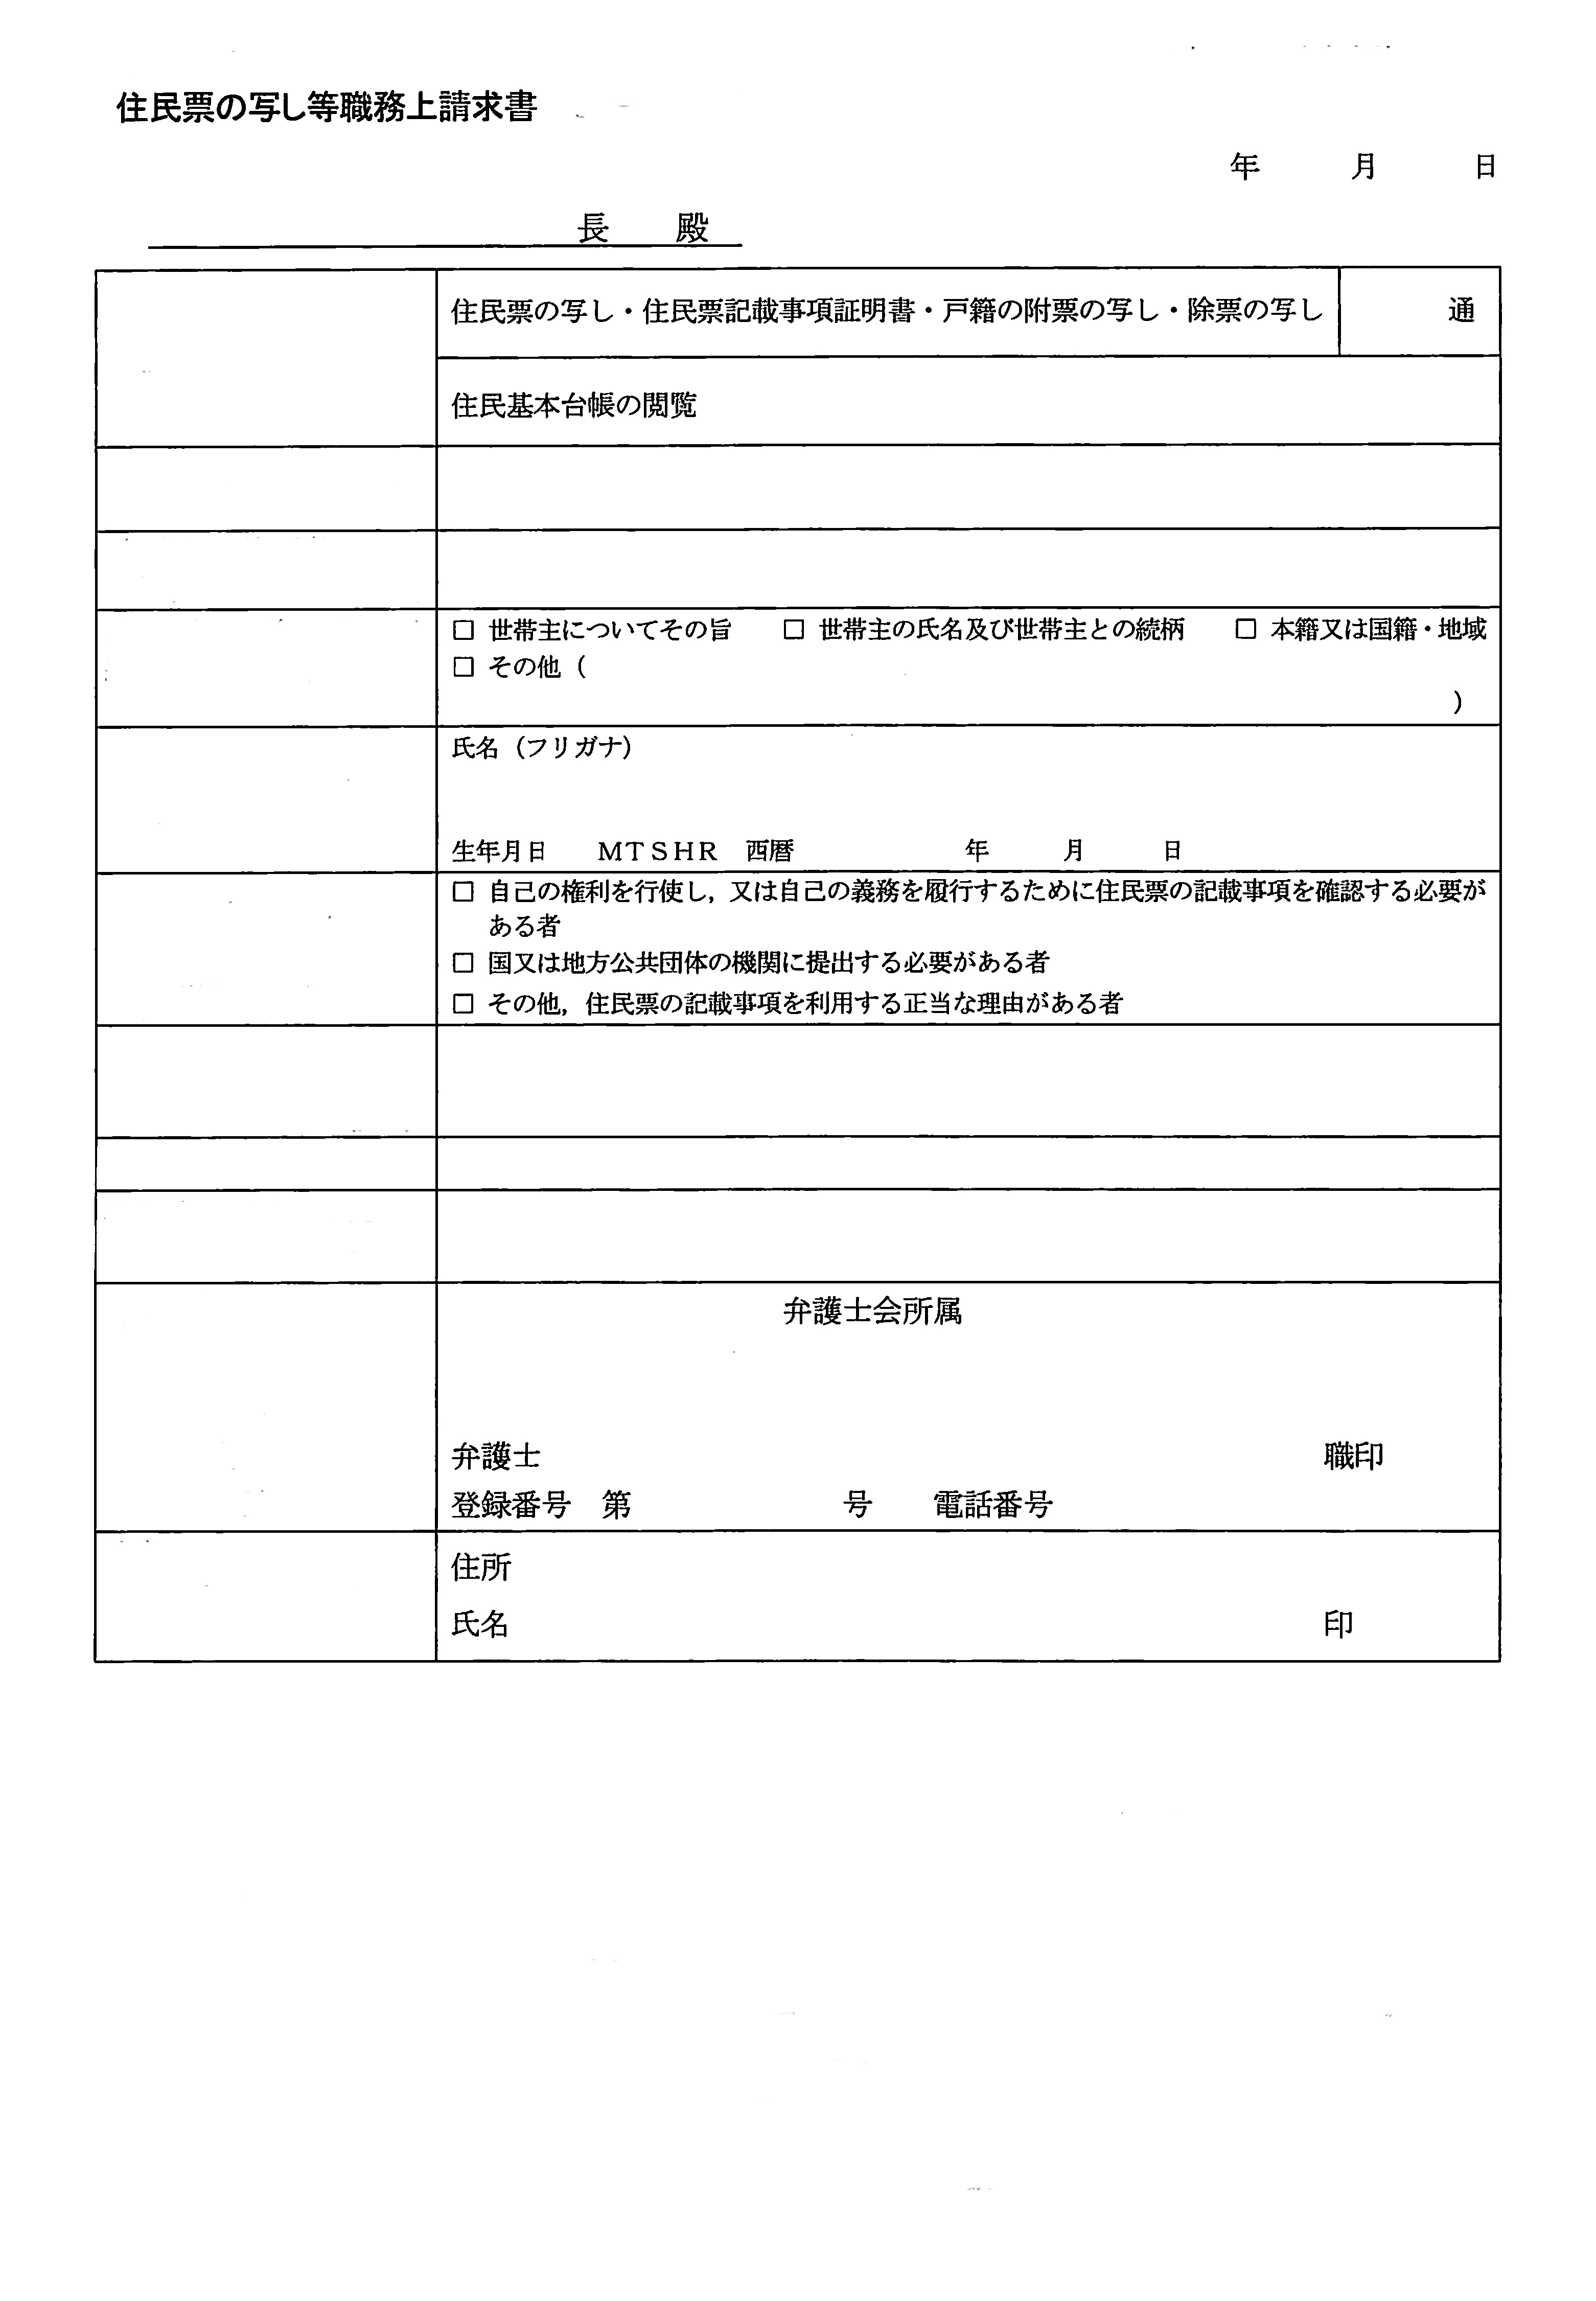 住民票の写し等職務上請求書
年 月 日
長 殿
住民票の写し・住民票記載事項証明書・戸籍の附票の写し・除票の写し 通
住民基本台帳の閲覧
□ 世帯主についてその旨 □ 世帯主の氏名及び世帯主との続柄 □ 本籍又は国籍・地域
□ その他（
）
氏名（フリガナ）
生年月日 MTSHR 西暦 年 月 日
□ 自己の権利を行使し，又は自己の義務を履行するために住民票の記載事項を確認する必要が
ある者
□ 国又は地方公共団体の機関に提出する必要がある者
□ その他，住民票の記載事項を利用する正当な理由がある者
弁護士会所属
弁護士 職印
登録番号 第 号 電話番号
住所
氏名 印